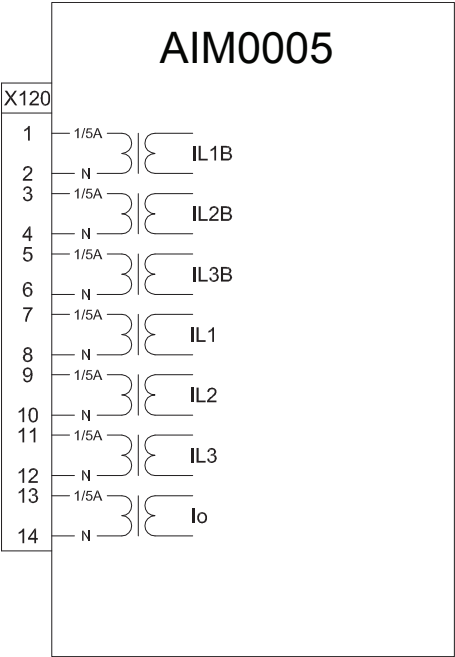 AIM0005
X120
1 1/5A
IL1B
2 N
3 1/5A
IL2B
4 N
5 1/5A
IL3B
6 N
7 1/5A
IL1
8 N
9 1/5A
IL2
10 N
11 1/5A
IL3
12 N
13 1/5A
Io
14 N